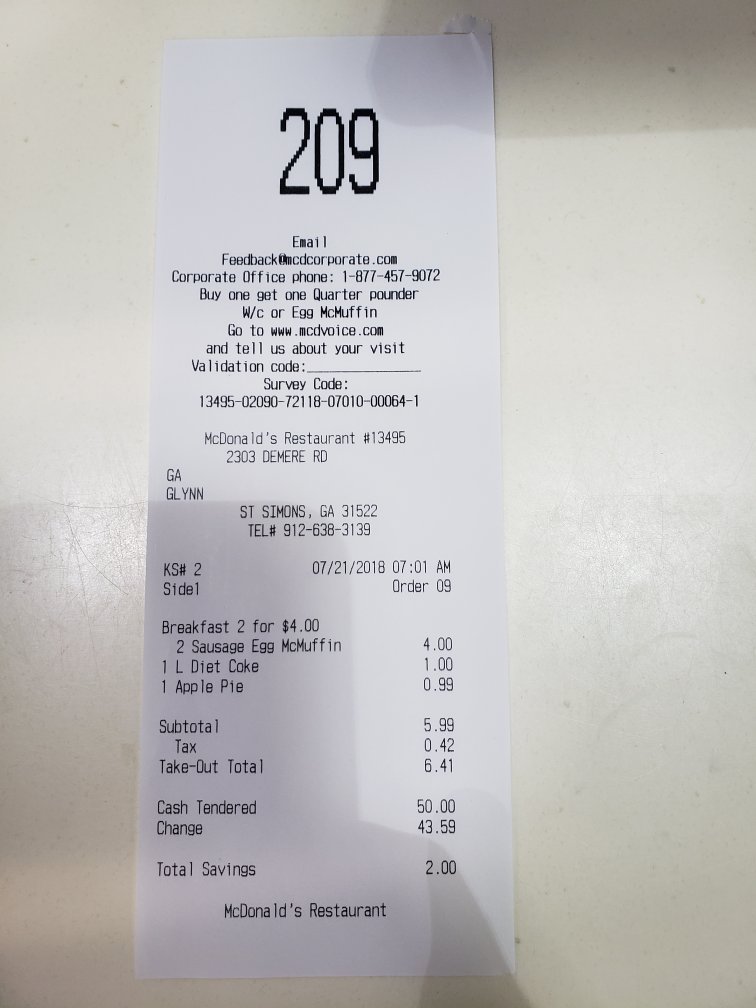 209
Email
Feedback@mcdcorporate.com
Corporate Office phone: 1-877-457-9072
Buy one get one Quarter pounder
W/c or Egg McMuffin
Go to www.mcdvoice.com
and tell us about your visit
Validation code:_______________
Survey Code:
13495-02090-72118-07010-00064-1
McDonald's Restaurant #13495
2303 DEMERE RD
GA
GLYNN
ST SIMONS, GA 31522
TEL# 912-638-3139
KS# 2 07/21/2018 07:01 AM
Side1 Order 09
Breakfast 2 for $4.00
2 Sausage Egg McMuffin 4.00
1 L Diet Coke 1.00
1 Apple Pie 0.99
Subtotal 5.99
Tax 0.42
Take-Out Total 6.41
Cash Tendered 50.00
Change 43.59
Total Savings 2.00
McDonald's Restaurant